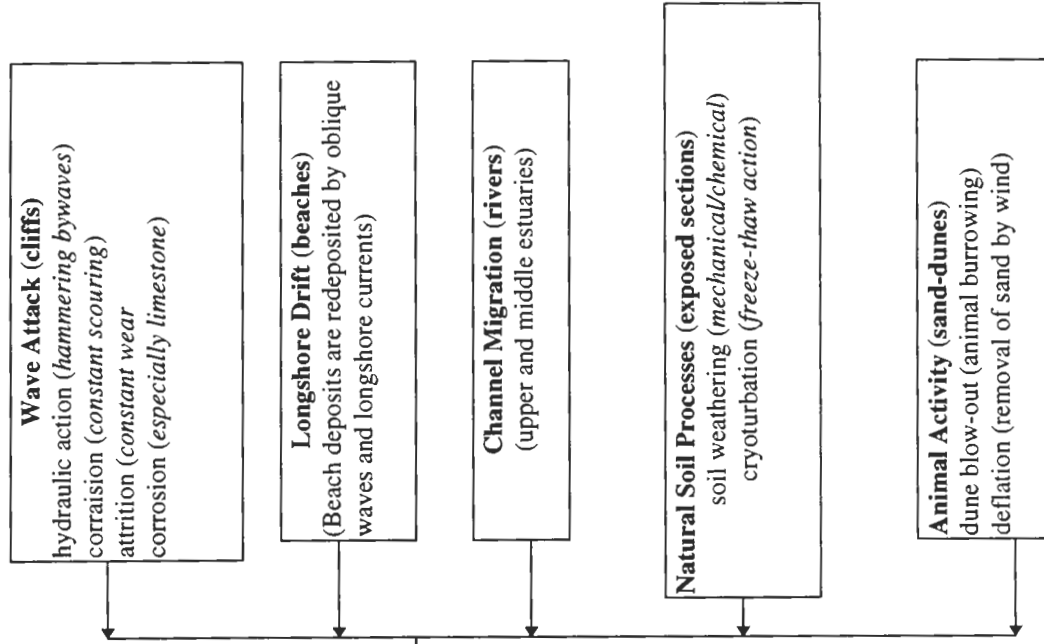 Wave Attack (cliffs)
hydraulic action (hammering bywaves)
corraision (constant scouring)
attrition (constant wear
corrosion (especially limestone)
Longshore Drift (beaches)
(Beach deposits are redeposited by oblique
waves and longshore currents)
Channel Migration (rivers)
(upper and middle estuaries)
Natural Soil Processes (exposed sections)
soil weathering (mechanical/chemical)
cryoturbation (freeze-thaw action)
Animal Activity (sand-dunes)
dune blow-out (animal burrowing)
deflation (removal of sand by wind)